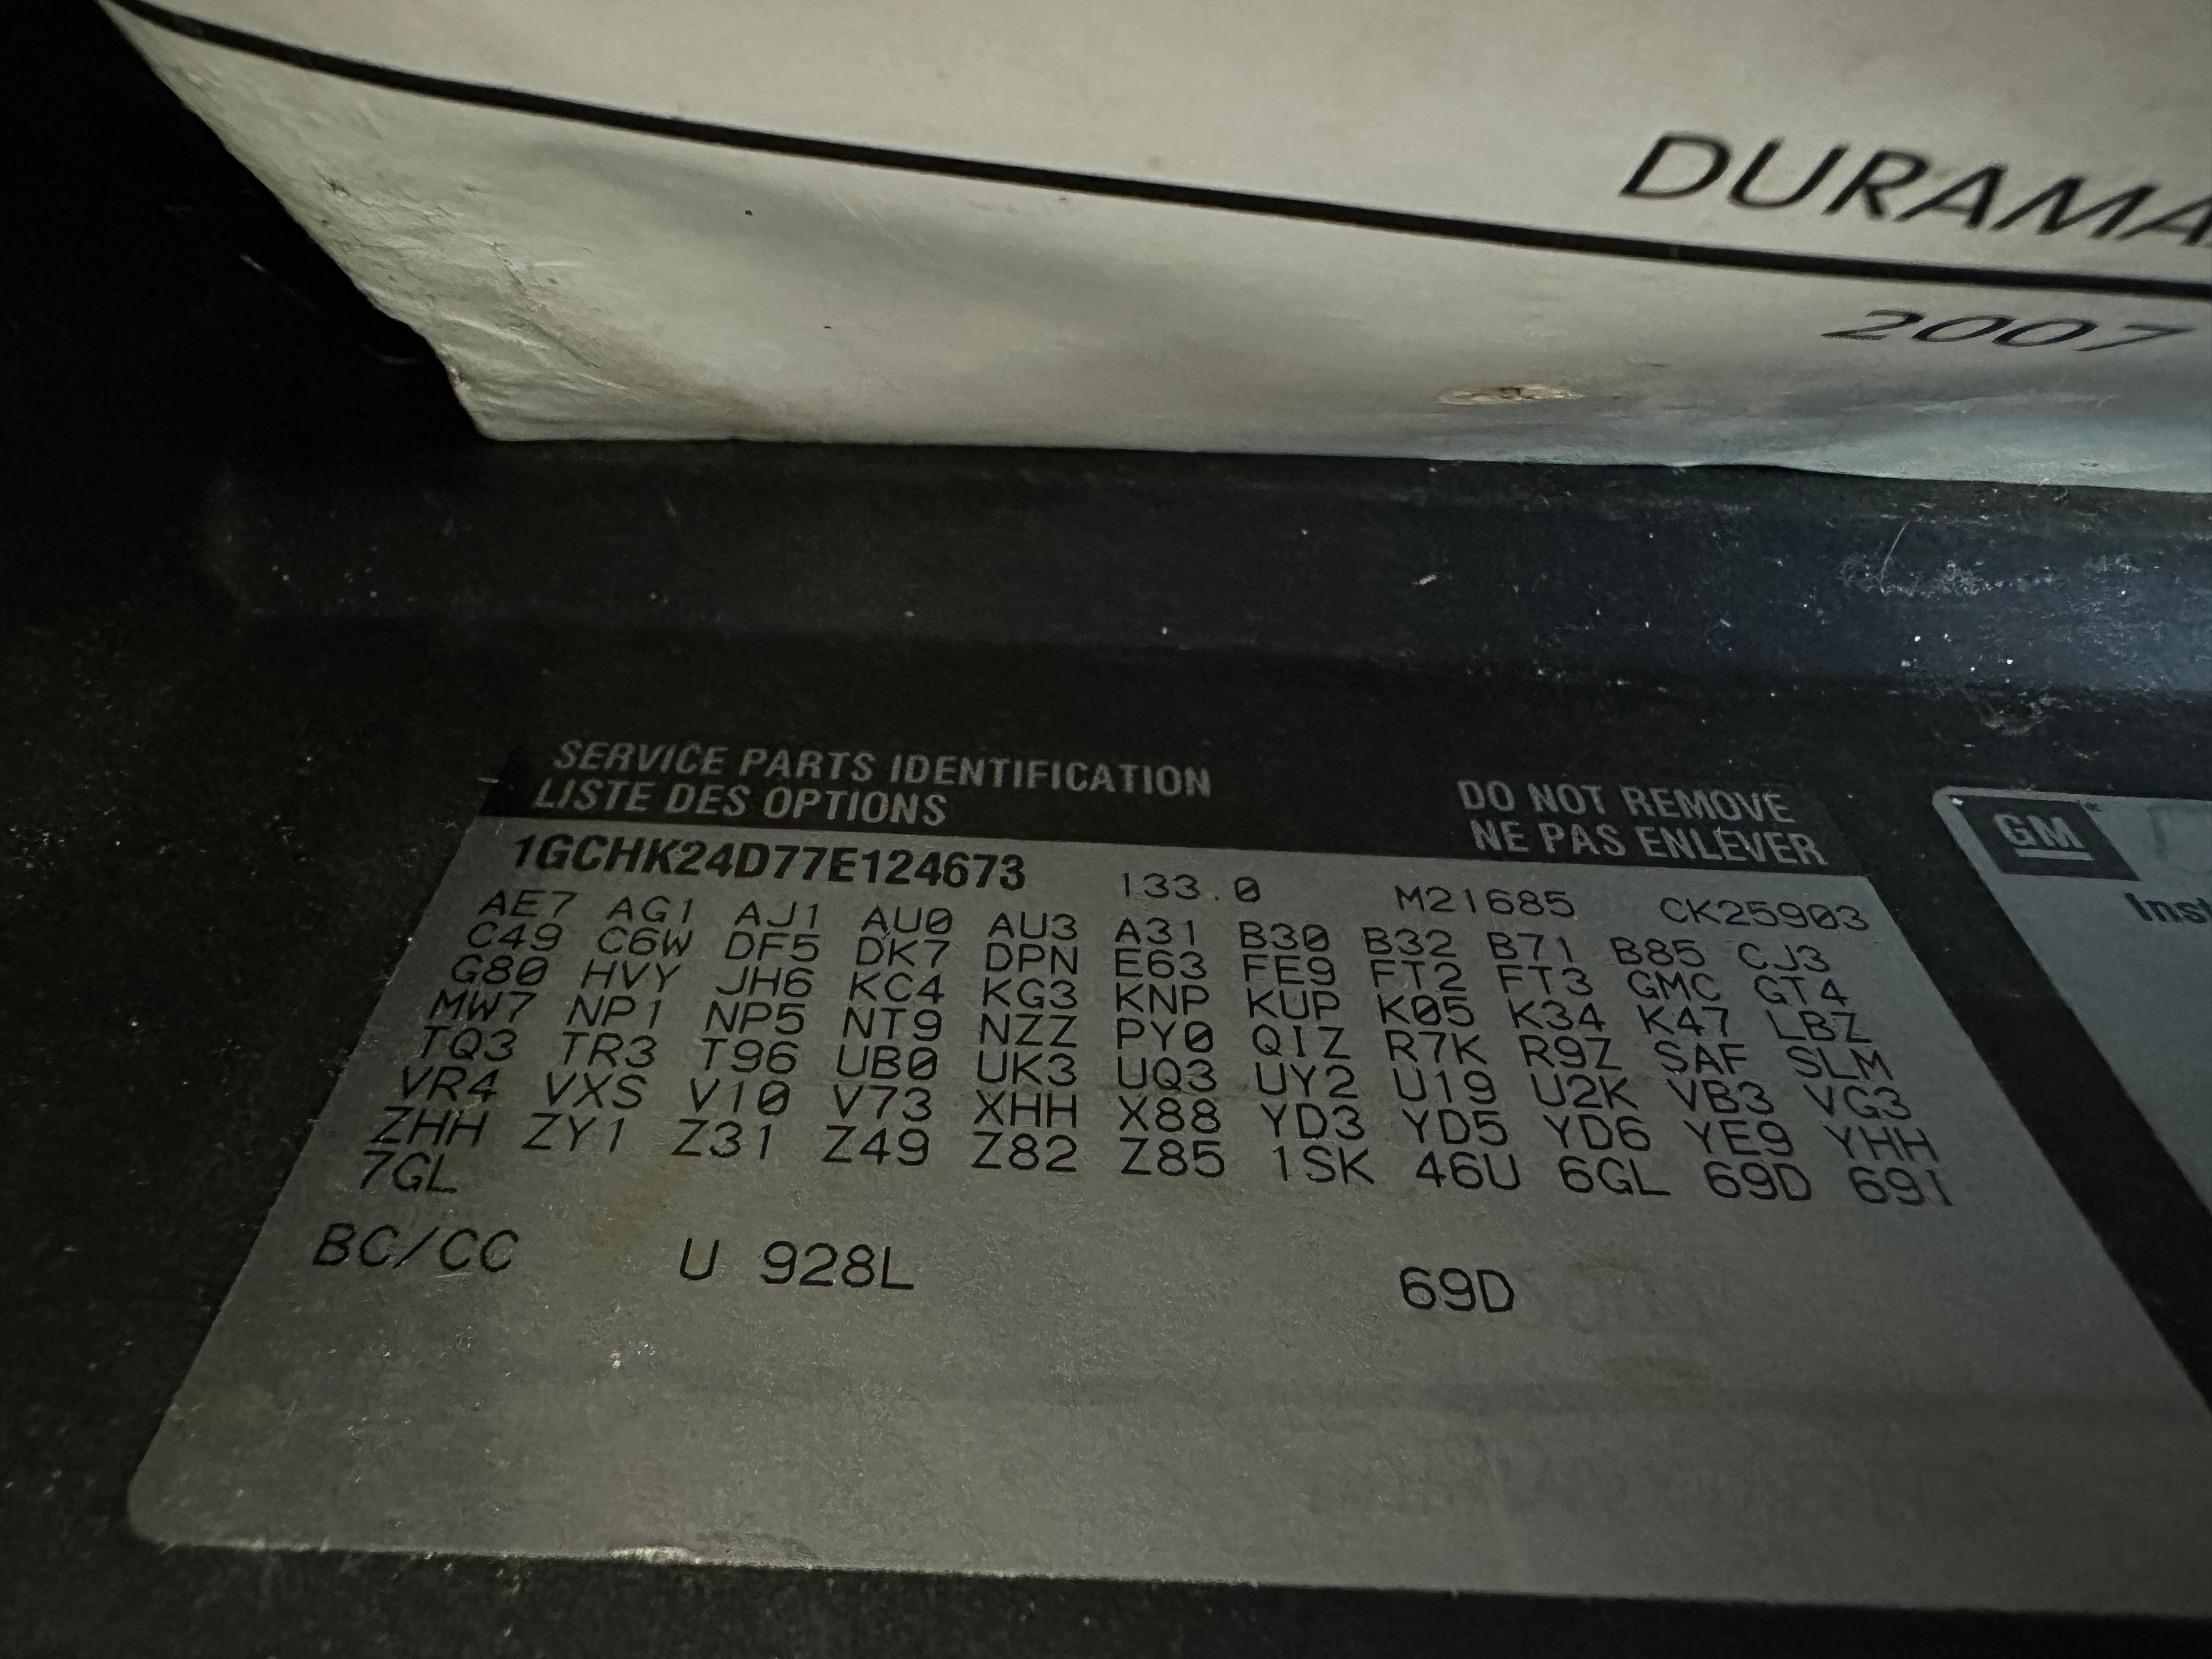 DURAMA
2007
SERVICE PARTS IDENTIFICATION
LISTE DES OPTIONS
DO NOT REMOVE
NE PAS ENLEVER
1GCHK24D77E124673 133.0 M21685 CK25903
AE7 AG1 AJ1 AU0 AU3 A31 B30 B32 B71 B85 CJ3
C49 C6W DF5 DK7 DPN E63 FE9 FT2 FT3 GMC GT4
G80 HVY JH6 KC4 KG3 KNP KUP K05 K34 K47 LBZ
MW7 NP1 NP5 NT9 NZZ PY0 QIZ R7K R9Z SAF SLM
TQ3 TR3 T96 UB0 UK3 UQ3 UY2 U19 U2K VB3 VG3
VR4 VXS V10 V73 XHH X88 YD3 YD5 YD6 YE9 YHH
ZHH ZY1 Z31 Z49 Z82 Z85 1SK 46U 6GL 69D 691
7GL
BC/CC U 928L 69D
GM
Inst